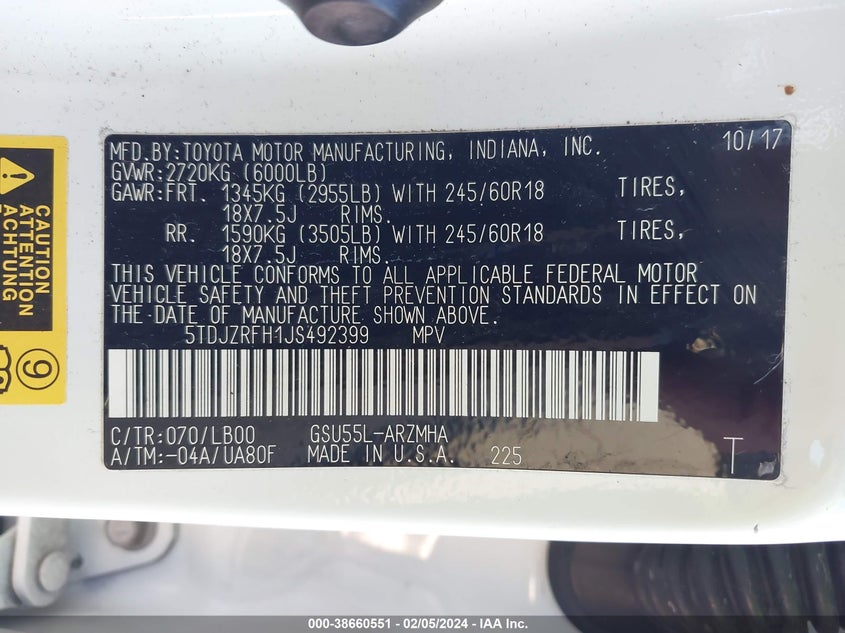 MFD.BY:TOYOTA MOTOR MANUFACTURING, INDIANA, INC. 10/17
GVWR:2720KG (6000LB)
GAWR:FRT. 1345KG (2955LB) WITH 245/60R18 TIRES,
18X7.5J RIMS.
RR. 1590KG (3505LB) WITH 245/60R18 TIRES,
18X7.5J RIMS.
THIS VEHICLE CONFORMS TO ALL APPLICABLE FEDERAL MOTOR
VEHICLE SAFETY AND THEFT PREVENTION STANDARDS IN EFFECT ON
THE DATE OF MANUFACTURE SHOWN ABOVE.
5TDJZRFH1JS492399 MPV
C/TR:070/LB00 GSU55L-ARZMHA
A/TM:-04A/UA80F MADE IN U.S.A. 225 T
CAUTION
ATTENTION
ACHTUNG
9
000-38660551 — 02/05/2024 — IAA Inc.